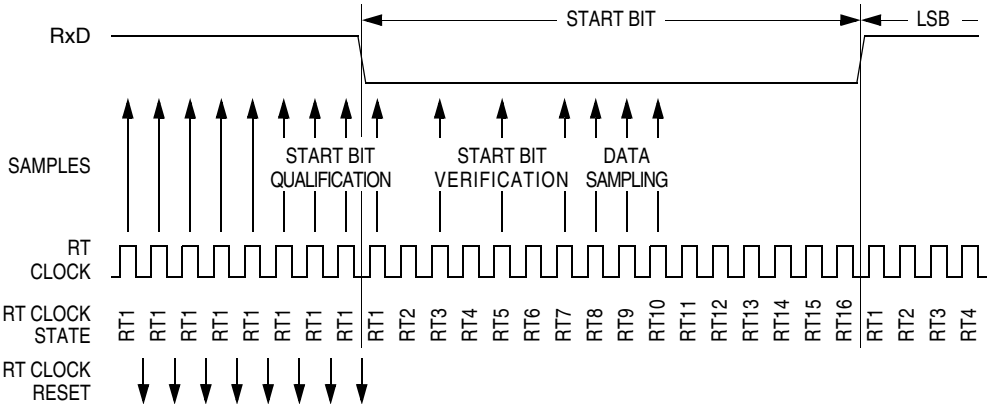 START BIT
LSB
RxD
SAMPLES
START BIT
QUALIFICATION
START BIT
VERIFICATION
DATA
SAMPLING
RT
CLOCK
RT CLOCK
STATE
RT1 RT1 RT1 RT1 RT1 RT1 RT1 RT1 RT1 RT2 RT3 RT4 RT5 RT6 RT7 RT8 RT9 RT10 RT11 RT12 RT13 RT14 RT15 RT16 RT1 RT2 RT3 RT4
RT CLOCK
RESET